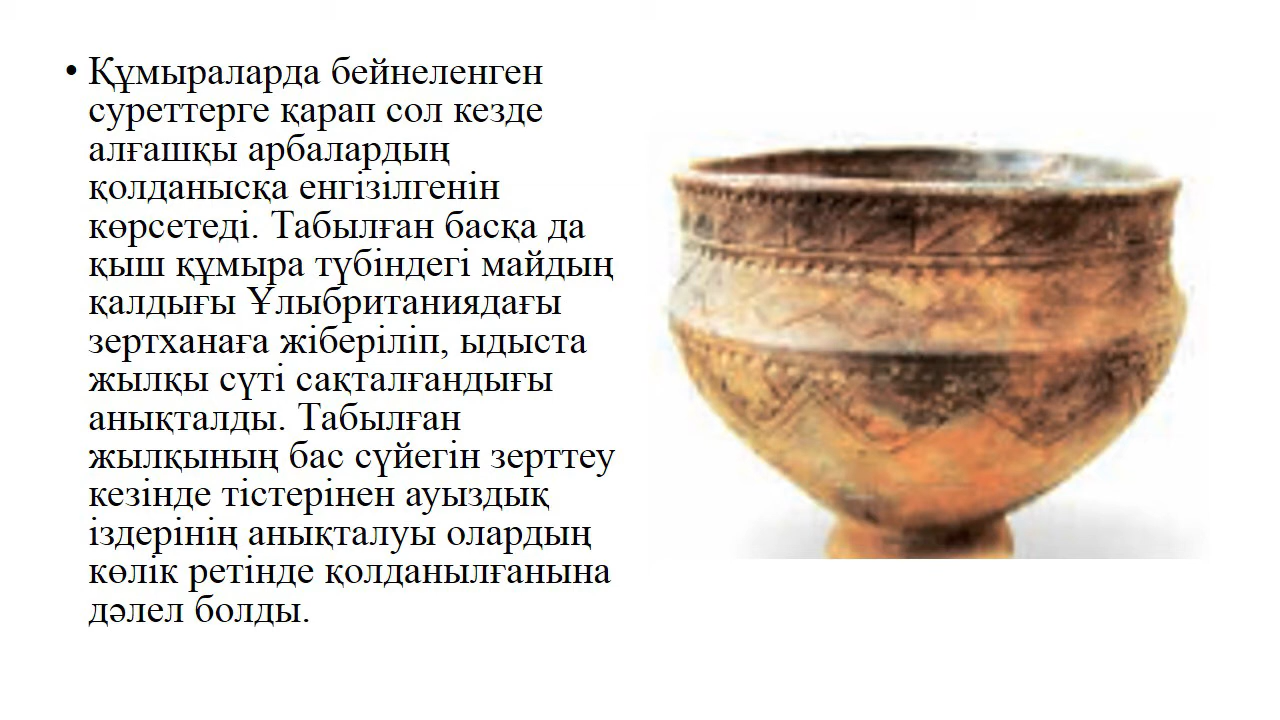 • Құмыраларда бейнеленген
суреттерге қарап сол кезде
алғашқы арбалардың
қолданысқа енгізілгенін
көрсетеді. Табылған басқа да
қыш құмыра түбіндегі майдың
қалдығы Ұлыбританиядағы
зертханаға жіберіліп, ыдыста
жылқы сүті сақталғандығы
анықталды. Табылған
жылқының бас сүйегін зерттеу
кезінде тістерінен ауыздық
іздерінің анықталуы олардың
көлік ретінде қолданылғанына
дәлел болды.